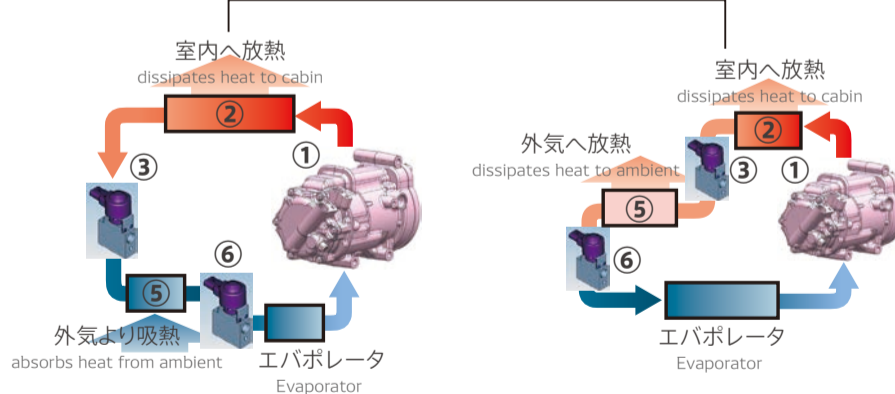 室内へ放熱
dissipates heat to cabin
②
①
③
⑥
⑤
外気より吸熱
absorbs heat from ambient
エバポレータ
Evaporator
室内へ放熱
dissipates heat to cabin
②
①
③
外気へ放熱
dissipates heat to ambient
⑤
⑥
エバポレータ
Evaporator